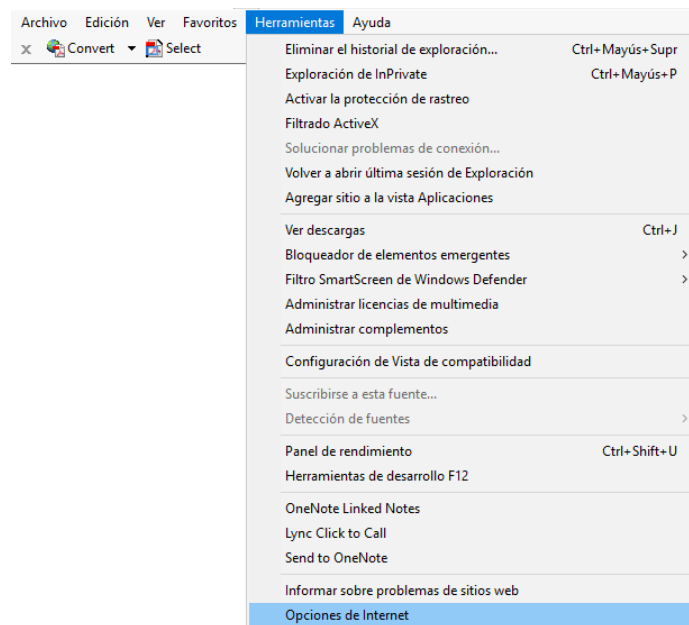 Archivo Edición Ver Favoritos Herramientas Ayuda
x Convert Select
Eliminar el historial de exploración... Ctrl+Mayús+Supr
Exploración de InPrivate Ctrl+Mayús+P
Activar la protección de rastreo
Filtrado ActiveX
Solucionar problemas de conexión...
Volver a abrir última sesión de Exploración
Agregar sitio a la vista Aplicaciones
Ver descargas Ctrl+J
Bloqueador de elementos emergentes
Filtro SmartScreen de Windows Defender
Administrar licencias de multimedia
Administrar complementos
Configuración de Vista de compatibilidad
Suscribirse a esta fuente...
Detección de fuentes
Panel de rendimiento Ctrl+Shift+U
Herramientas de desarrollo F12
OneNote Linked Notes
Lync Click to Call
Send to OneNote
Informar sobre problemas de sitios web
Opciones de Internet